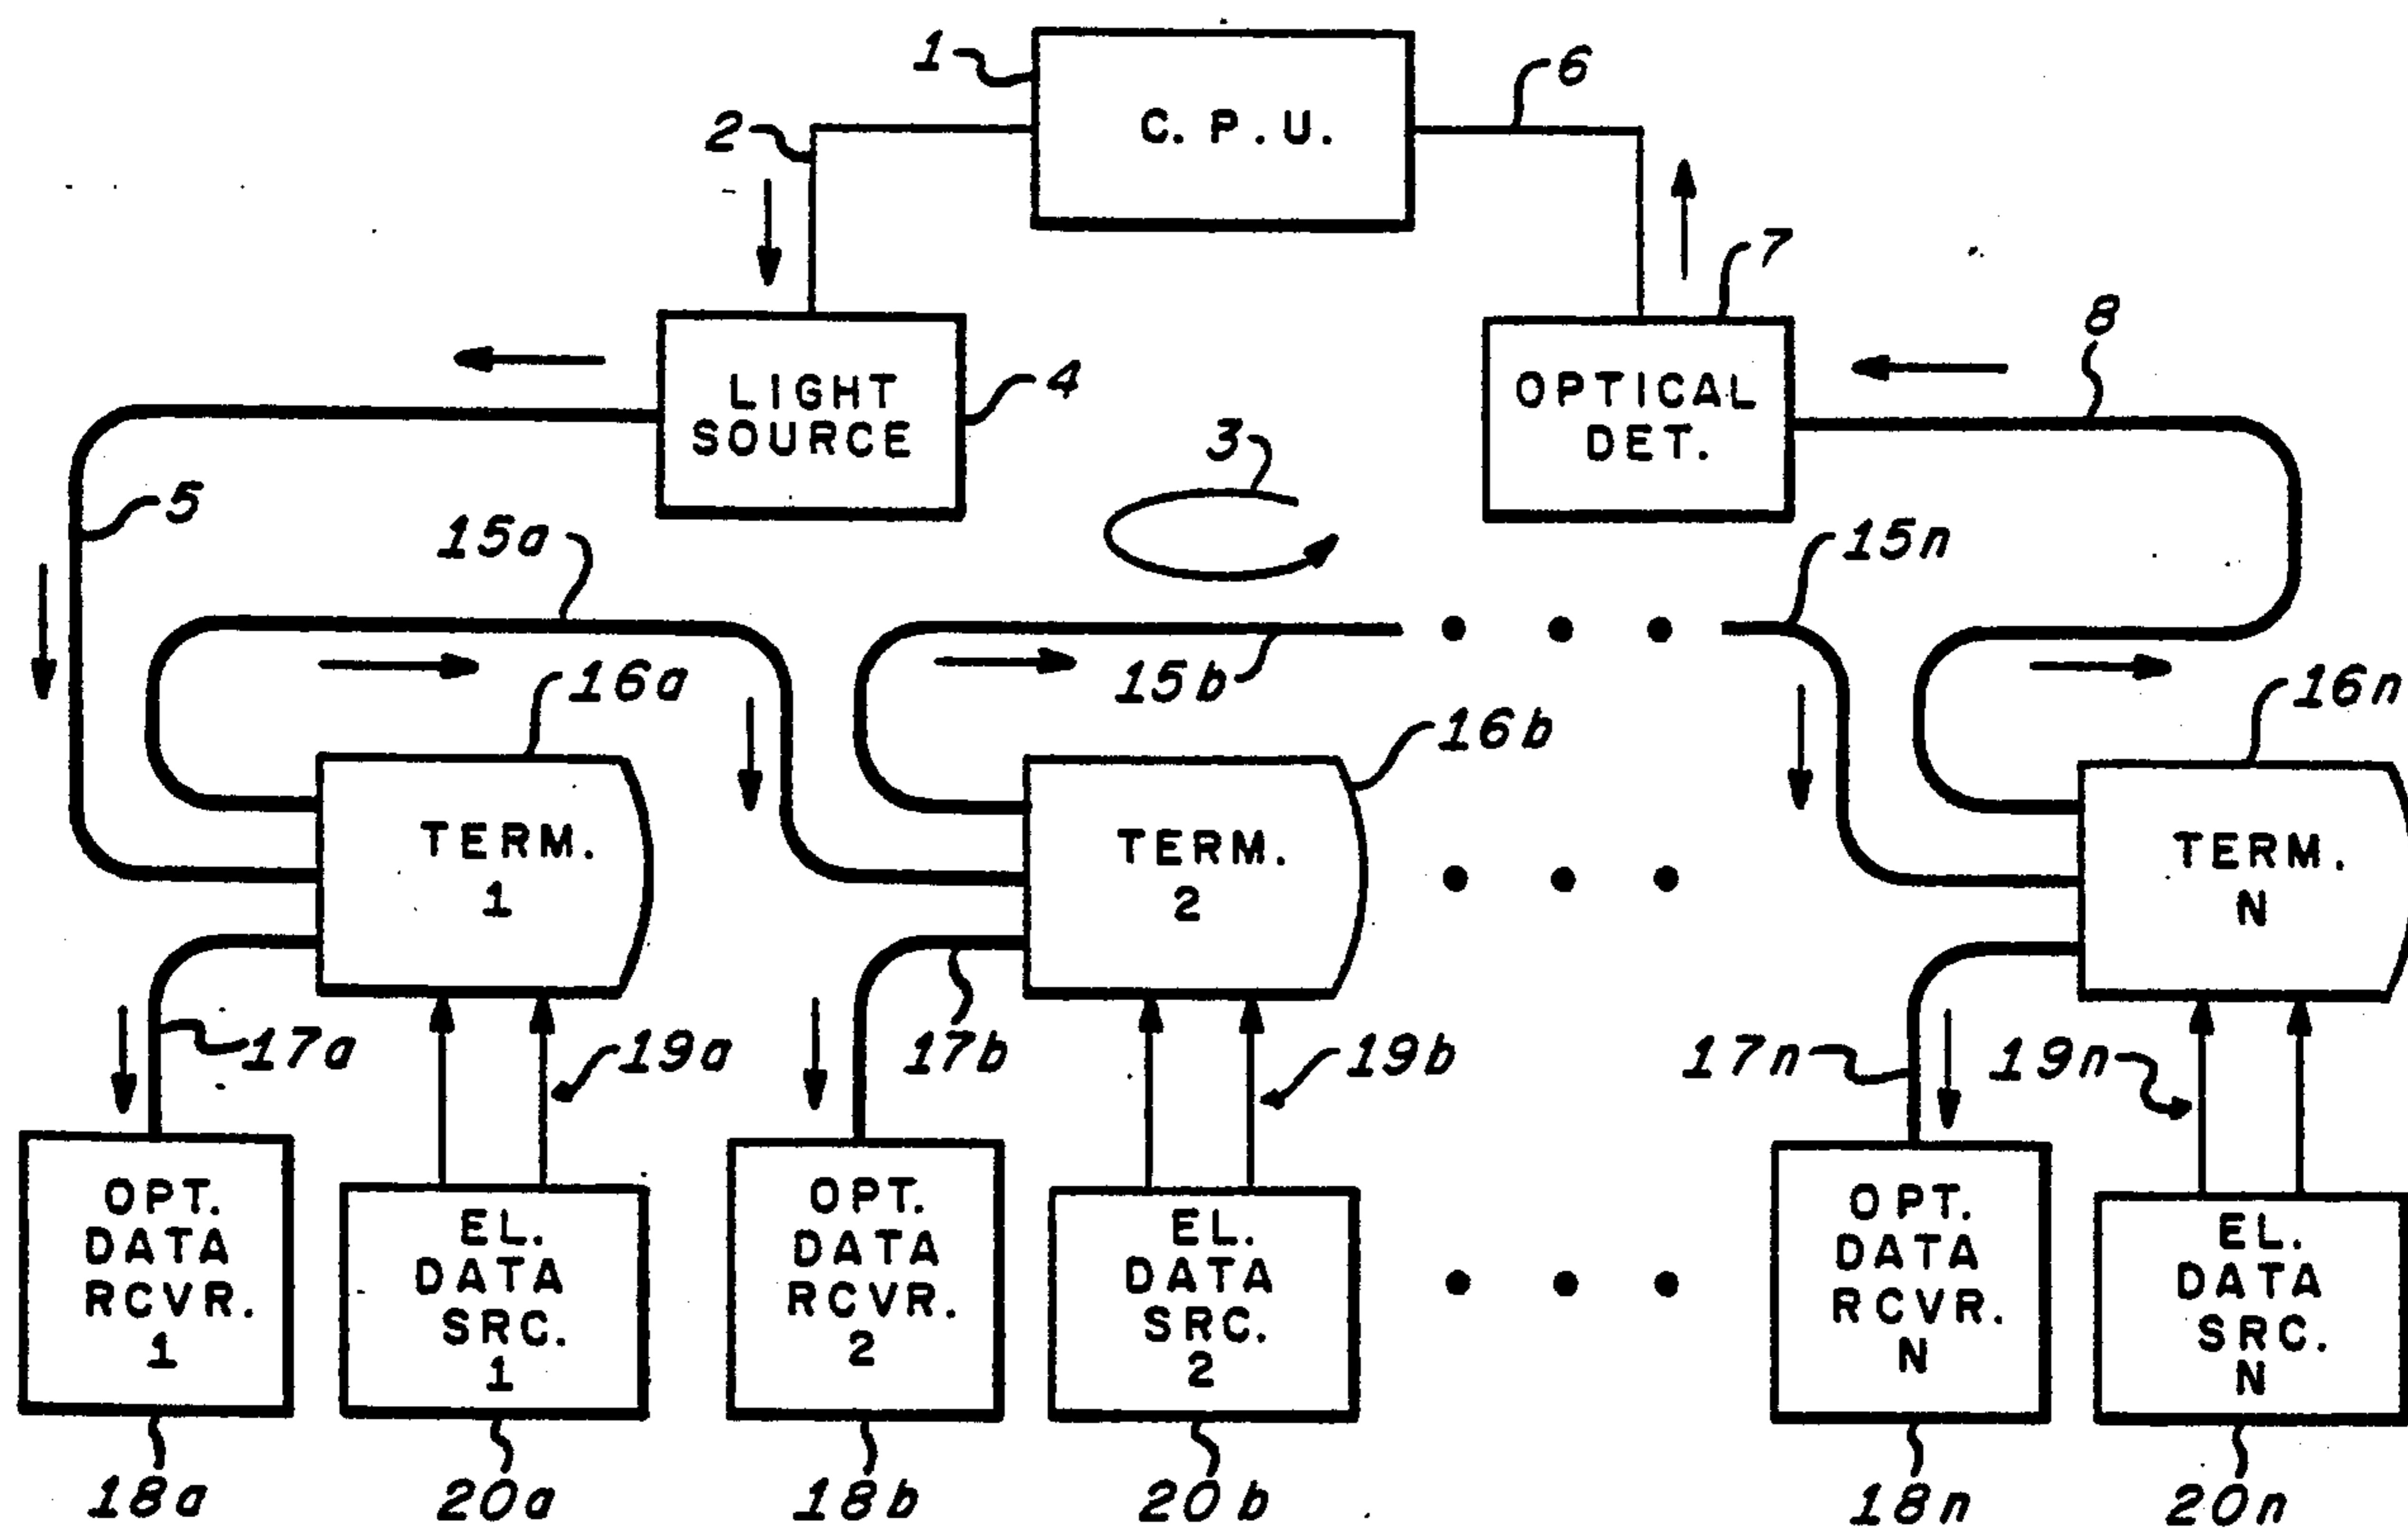 1
C. P. U.
6
2
7
8
LIGHT
SOURCE
4
OPTICAL
DET.
3
5
15a
15n
16a
15b
16b
16n
TERM.
1
TERM.
2
TERM.
N
17a
19a
17b
19b
17n
19n
OPT.
DATA
RCVR.
1
EL.
DATA
SRC.
1
OPT.
DATA
RCVR.
2
EL.
DATA
SRC.
2
OPT.
DATA
RCVR.
N
EL.
DATA
SRC.
N
18a
20a
18b
20b
18n
20n